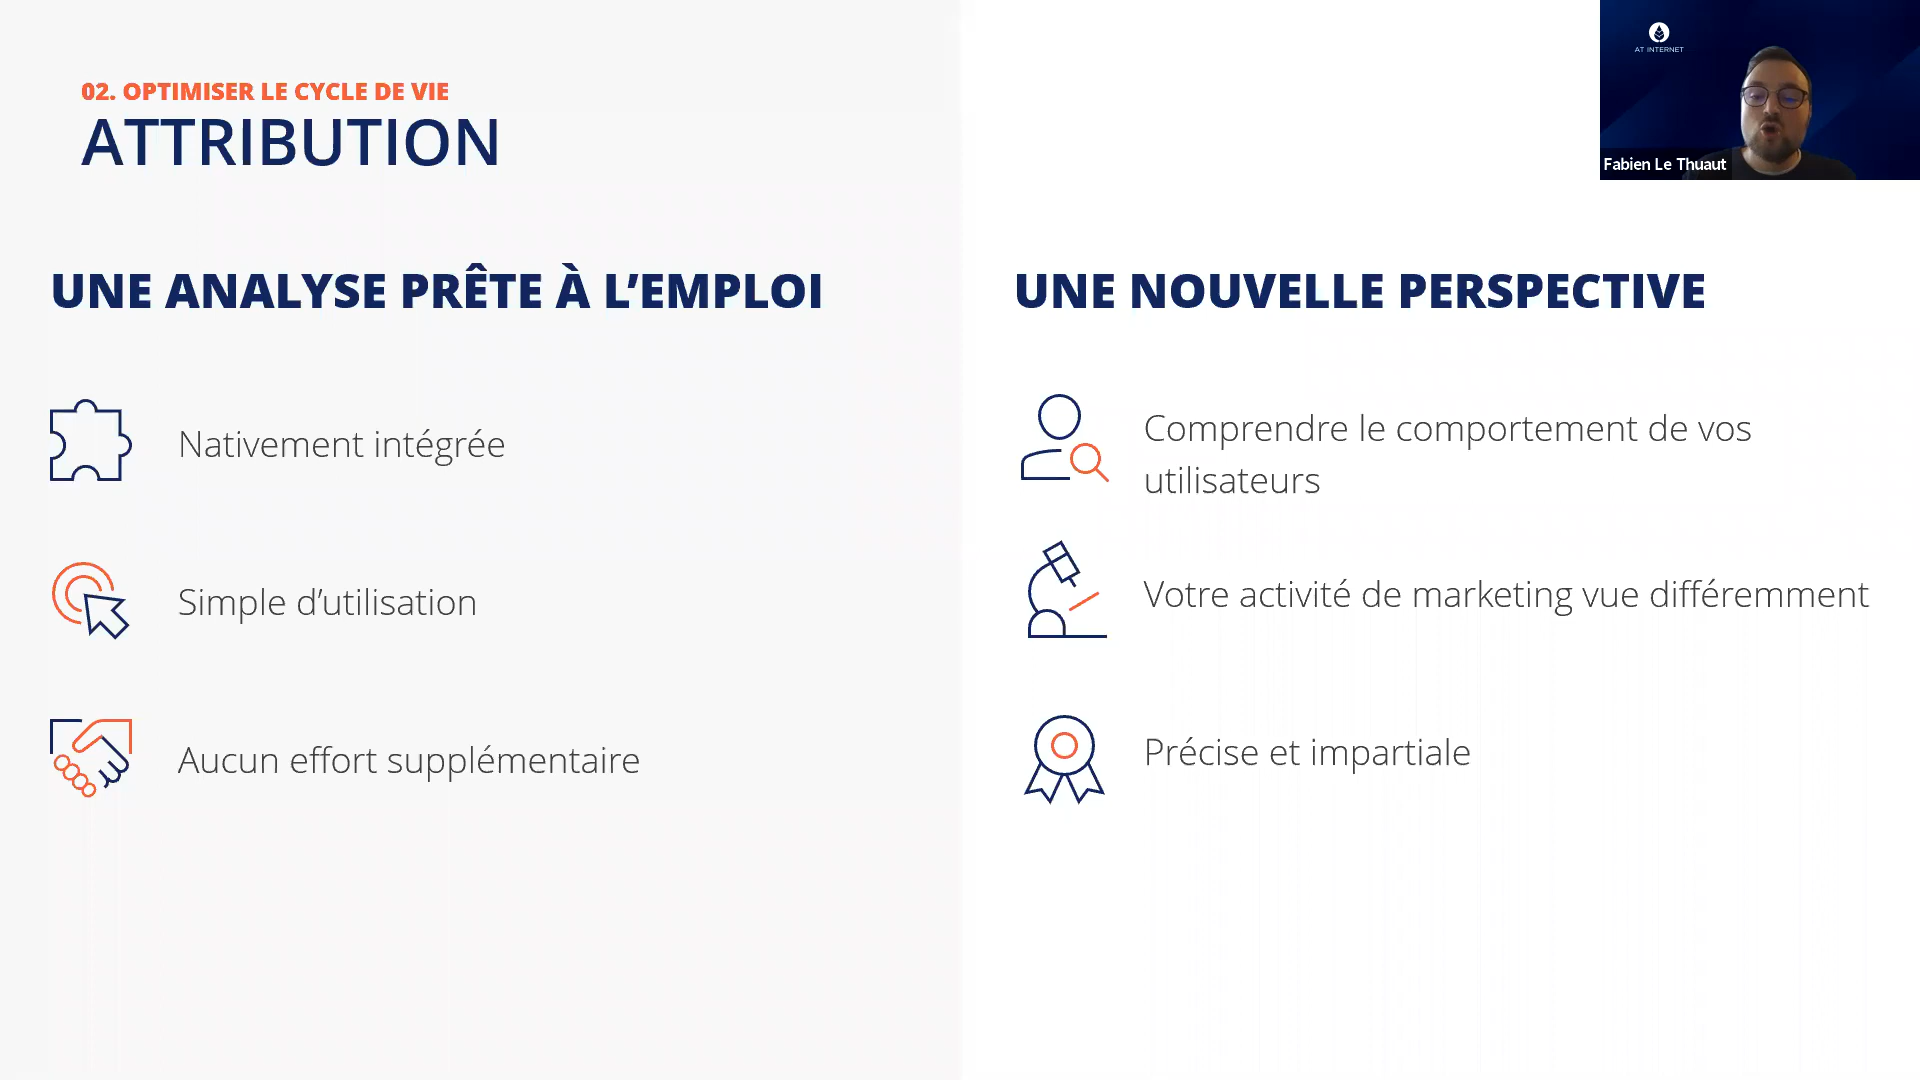 02. OPTIMISER LE CYCLE DE VIE
ATTRIBUTION
AT INTERNET
Fabien Le Thuaut
UNE ANALYSE PRÊTE À L’EMPLOI
Nativement intégrée
Simple d’utilisation
Aucun effort supplémentaire
UNE NOUVELLE PERSPECTIVE
Comprendre le comportement de vos
utilisateurs
Votre activité de marketing vue différemment
Précise et impartiale